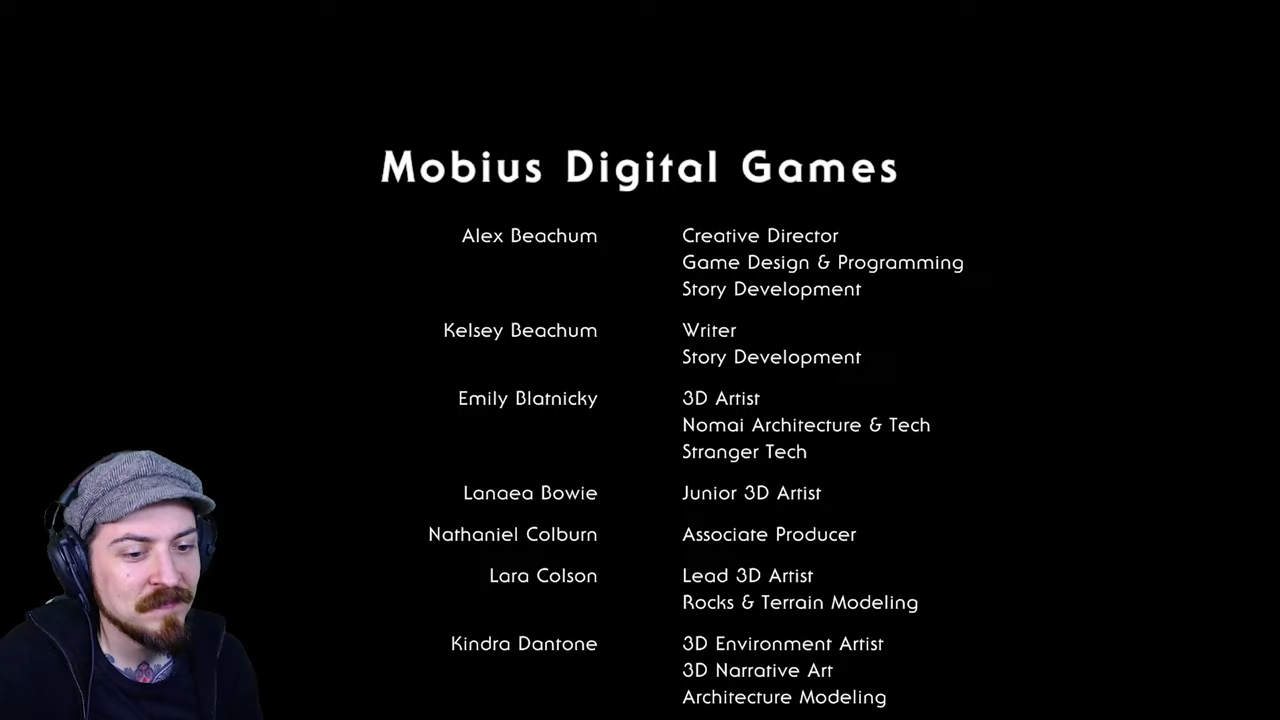 Mobius Digital Games
Alex Beachum Creative Director
Game Design & Programming
Story Development
Kelsey Beachum Writer
Story Development
Emily Blatnicky 3D Artist
Nomai Architecture & Tech
Stranger Tech
Lanaea Bowie Junior 3D Artist
Nathaniel Colburn Associate Producer
Lara Colson Lead 3D Artist
Rocks & Terrain Modeling
Kindra Dantone 3D Environment Artist
3D Narrative Art
Architecture Modeling